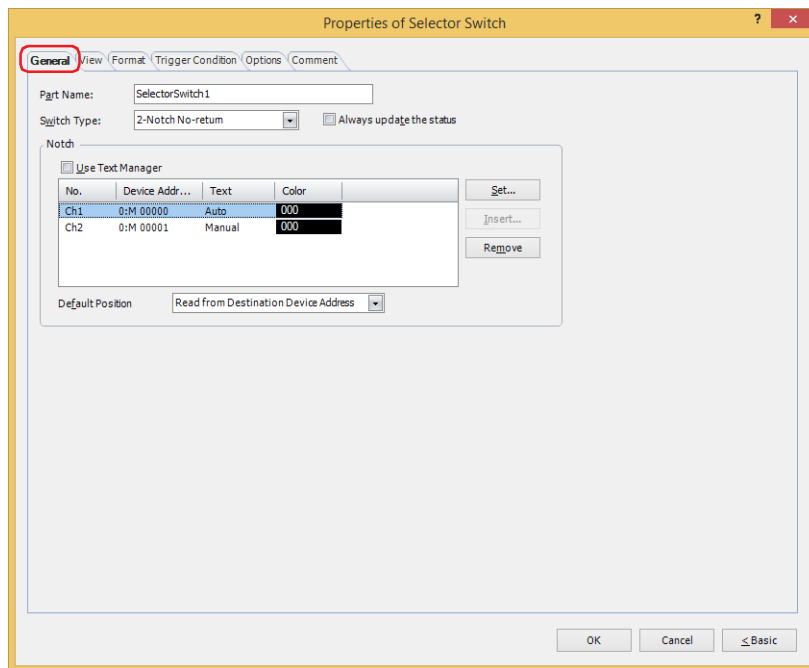 Properties of Selector Switch ? ×
General View Format Trigger Condition Options Comment
Part Name: SelectorSwitch1
Switch Type: 2-Notch No-return Always update the status
Notch
Use Text Manager
No. Device Addr... Text Color
Ch1 0:M 00000 Auto 000
Ch2 0:M 00001 Manual 000
Set...
Insert...
Remove
Default Position Read from Destination Device Address
OK Cancel < Basic